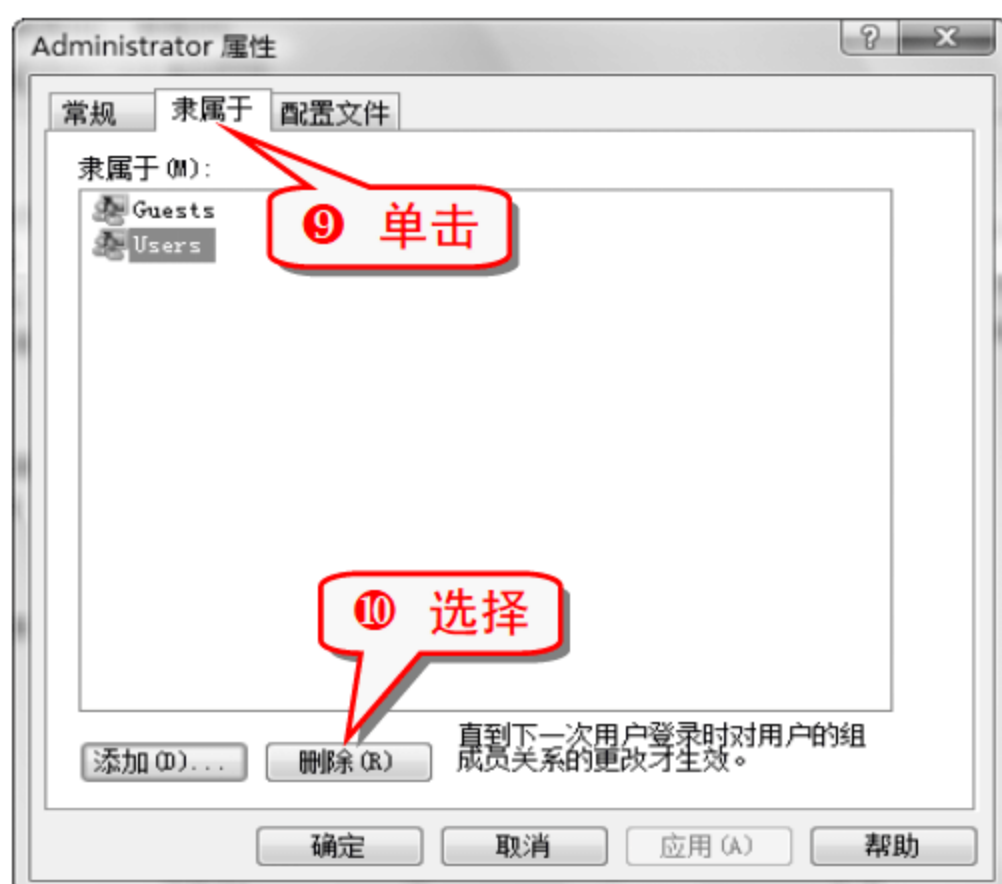 Administrator 属性
常规 隶属于 配置文件
隶属于(M):
Guests
Users
❾ 单击
❿ 选择
添加(D)... 删除(R)
直到下一次用户登录时对用户的组
成员关系的更改才生效。
确定 取消 应用(A) 帮助